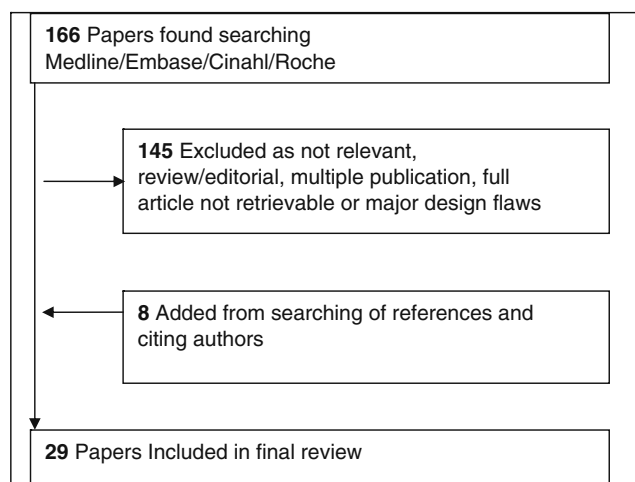 166 Papers found searching
Medline/Embase/Cinahl/Roche
145 Excluded as not relevant,
review/editorial, multiple publication, full
article not retrievable or major design flaws
8 Added from searching of references and
citing authors
29 Papers Included in final review